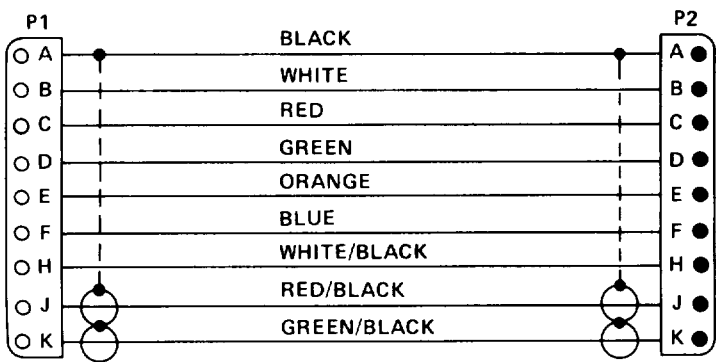 P1 P2
A BLACK A
B WHITE B
C RED C
D GREEN D
E ORANGE E
F BLUE F
H WHITE/BLACK H
J RED/BLACK J
K GREEN/BLACK K